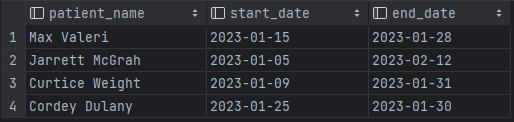 patient_name start_date end_date
1 Max Valeri 2023-01-15 2023-01-28
2 Jarrett McGrah 2023-01-05 2023-02-12
3 Curtice Weight 2023-01-09 2023-01-31
4 Cordey Dulany 2023-01-25 2023-01-30